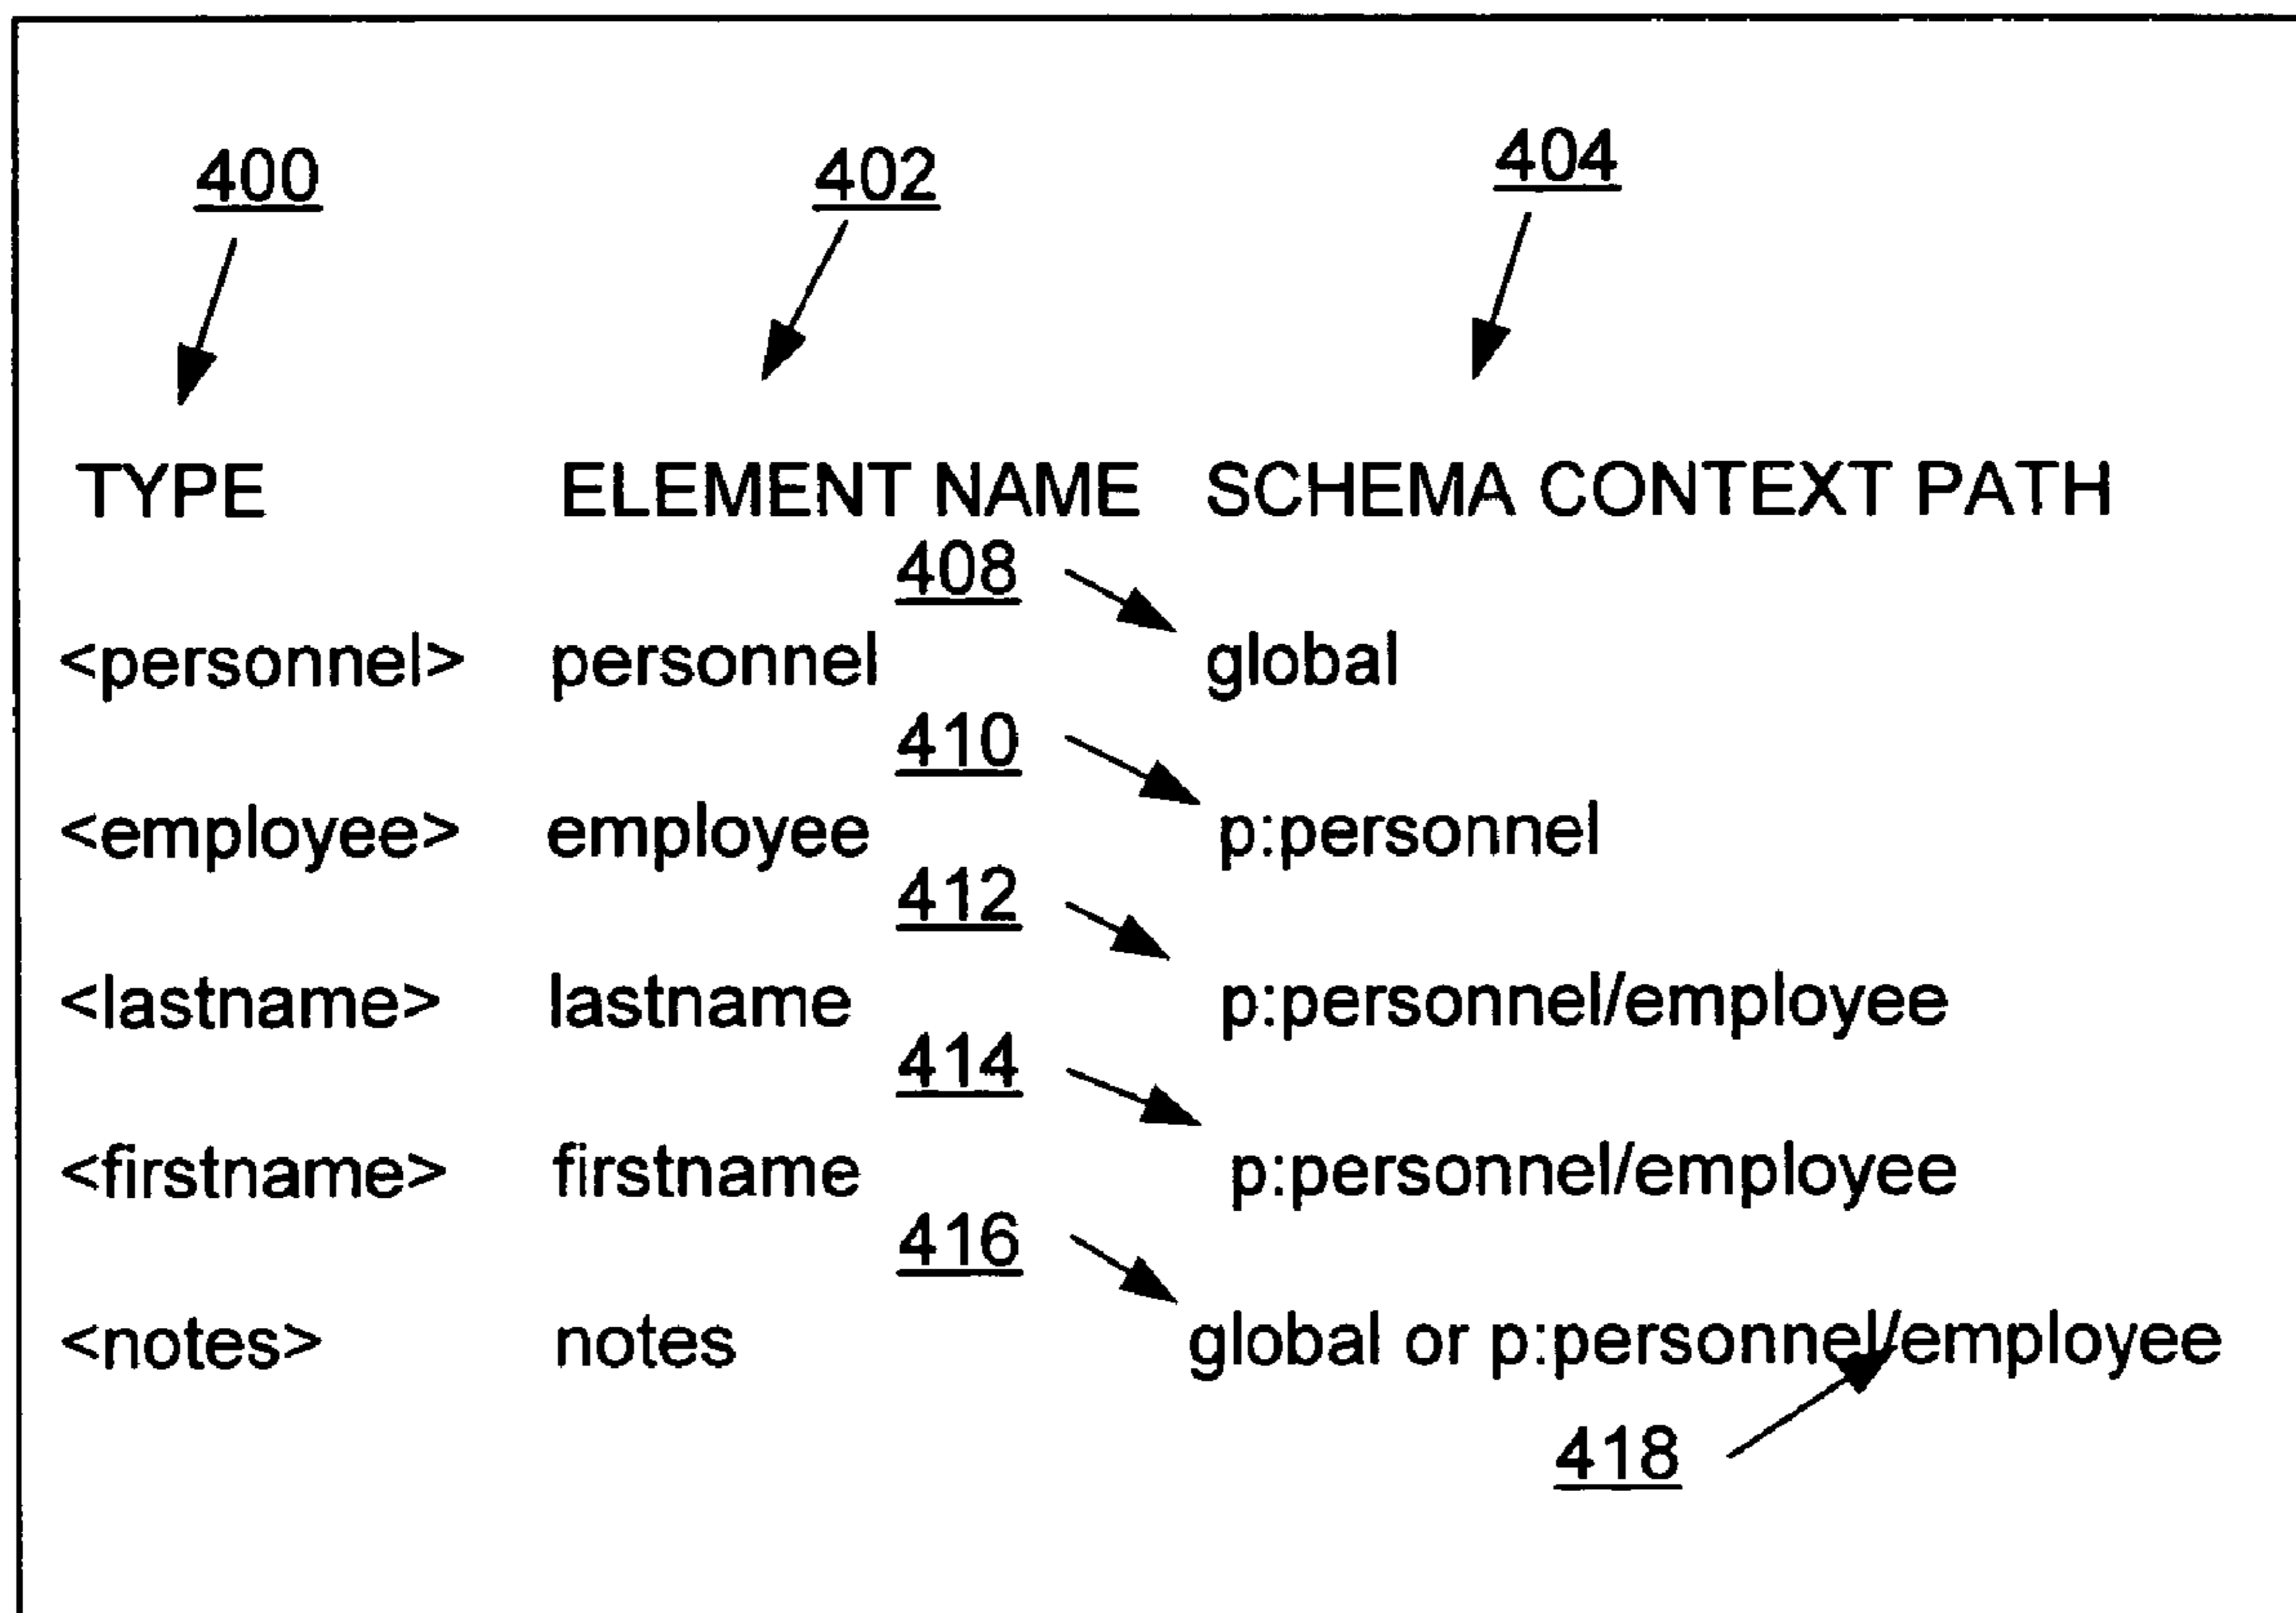 400 402 404
TYPE ELEMENT NAME SCHEMA CONTEXT PATH
408
<personnel> personnel global
410
<employee> employee p:personnel
412
<lastname> lastname p:personnel/employee
414
<firstname> firstname p:personnel/employee
416
<notes> notes global or p:personnel/employee
418